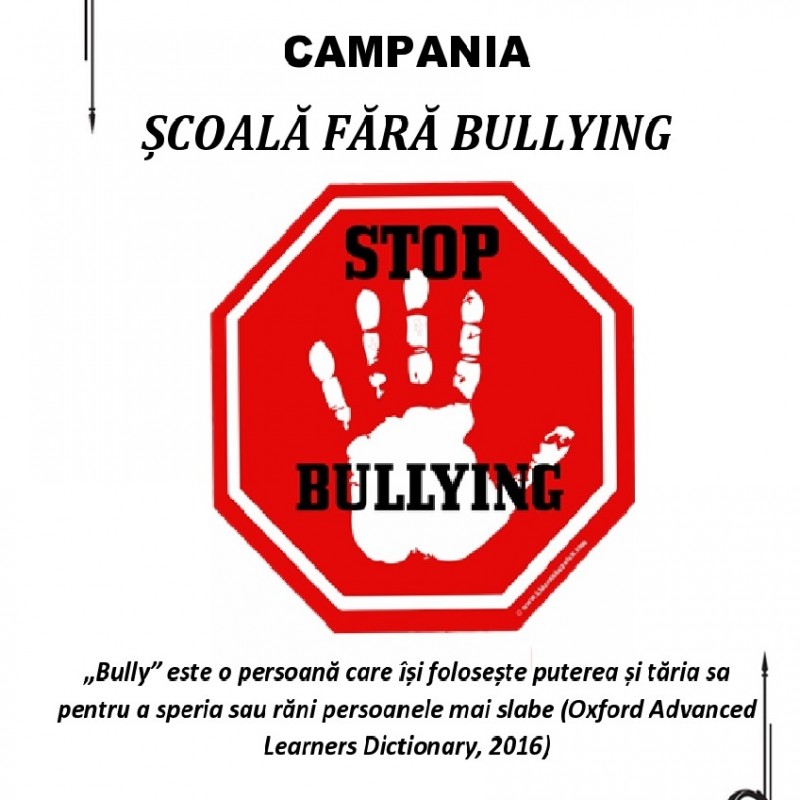 CAMPANIA
ȘCOALĂ FĂRĂ BULLYING
STOP
BULLYING
„Bully” este o persoană care își folosește puterea și tăria sa
pentru a speria sau răni persoanele mai slabe (Oxford Advanced
Learners Dictionary, 2016)